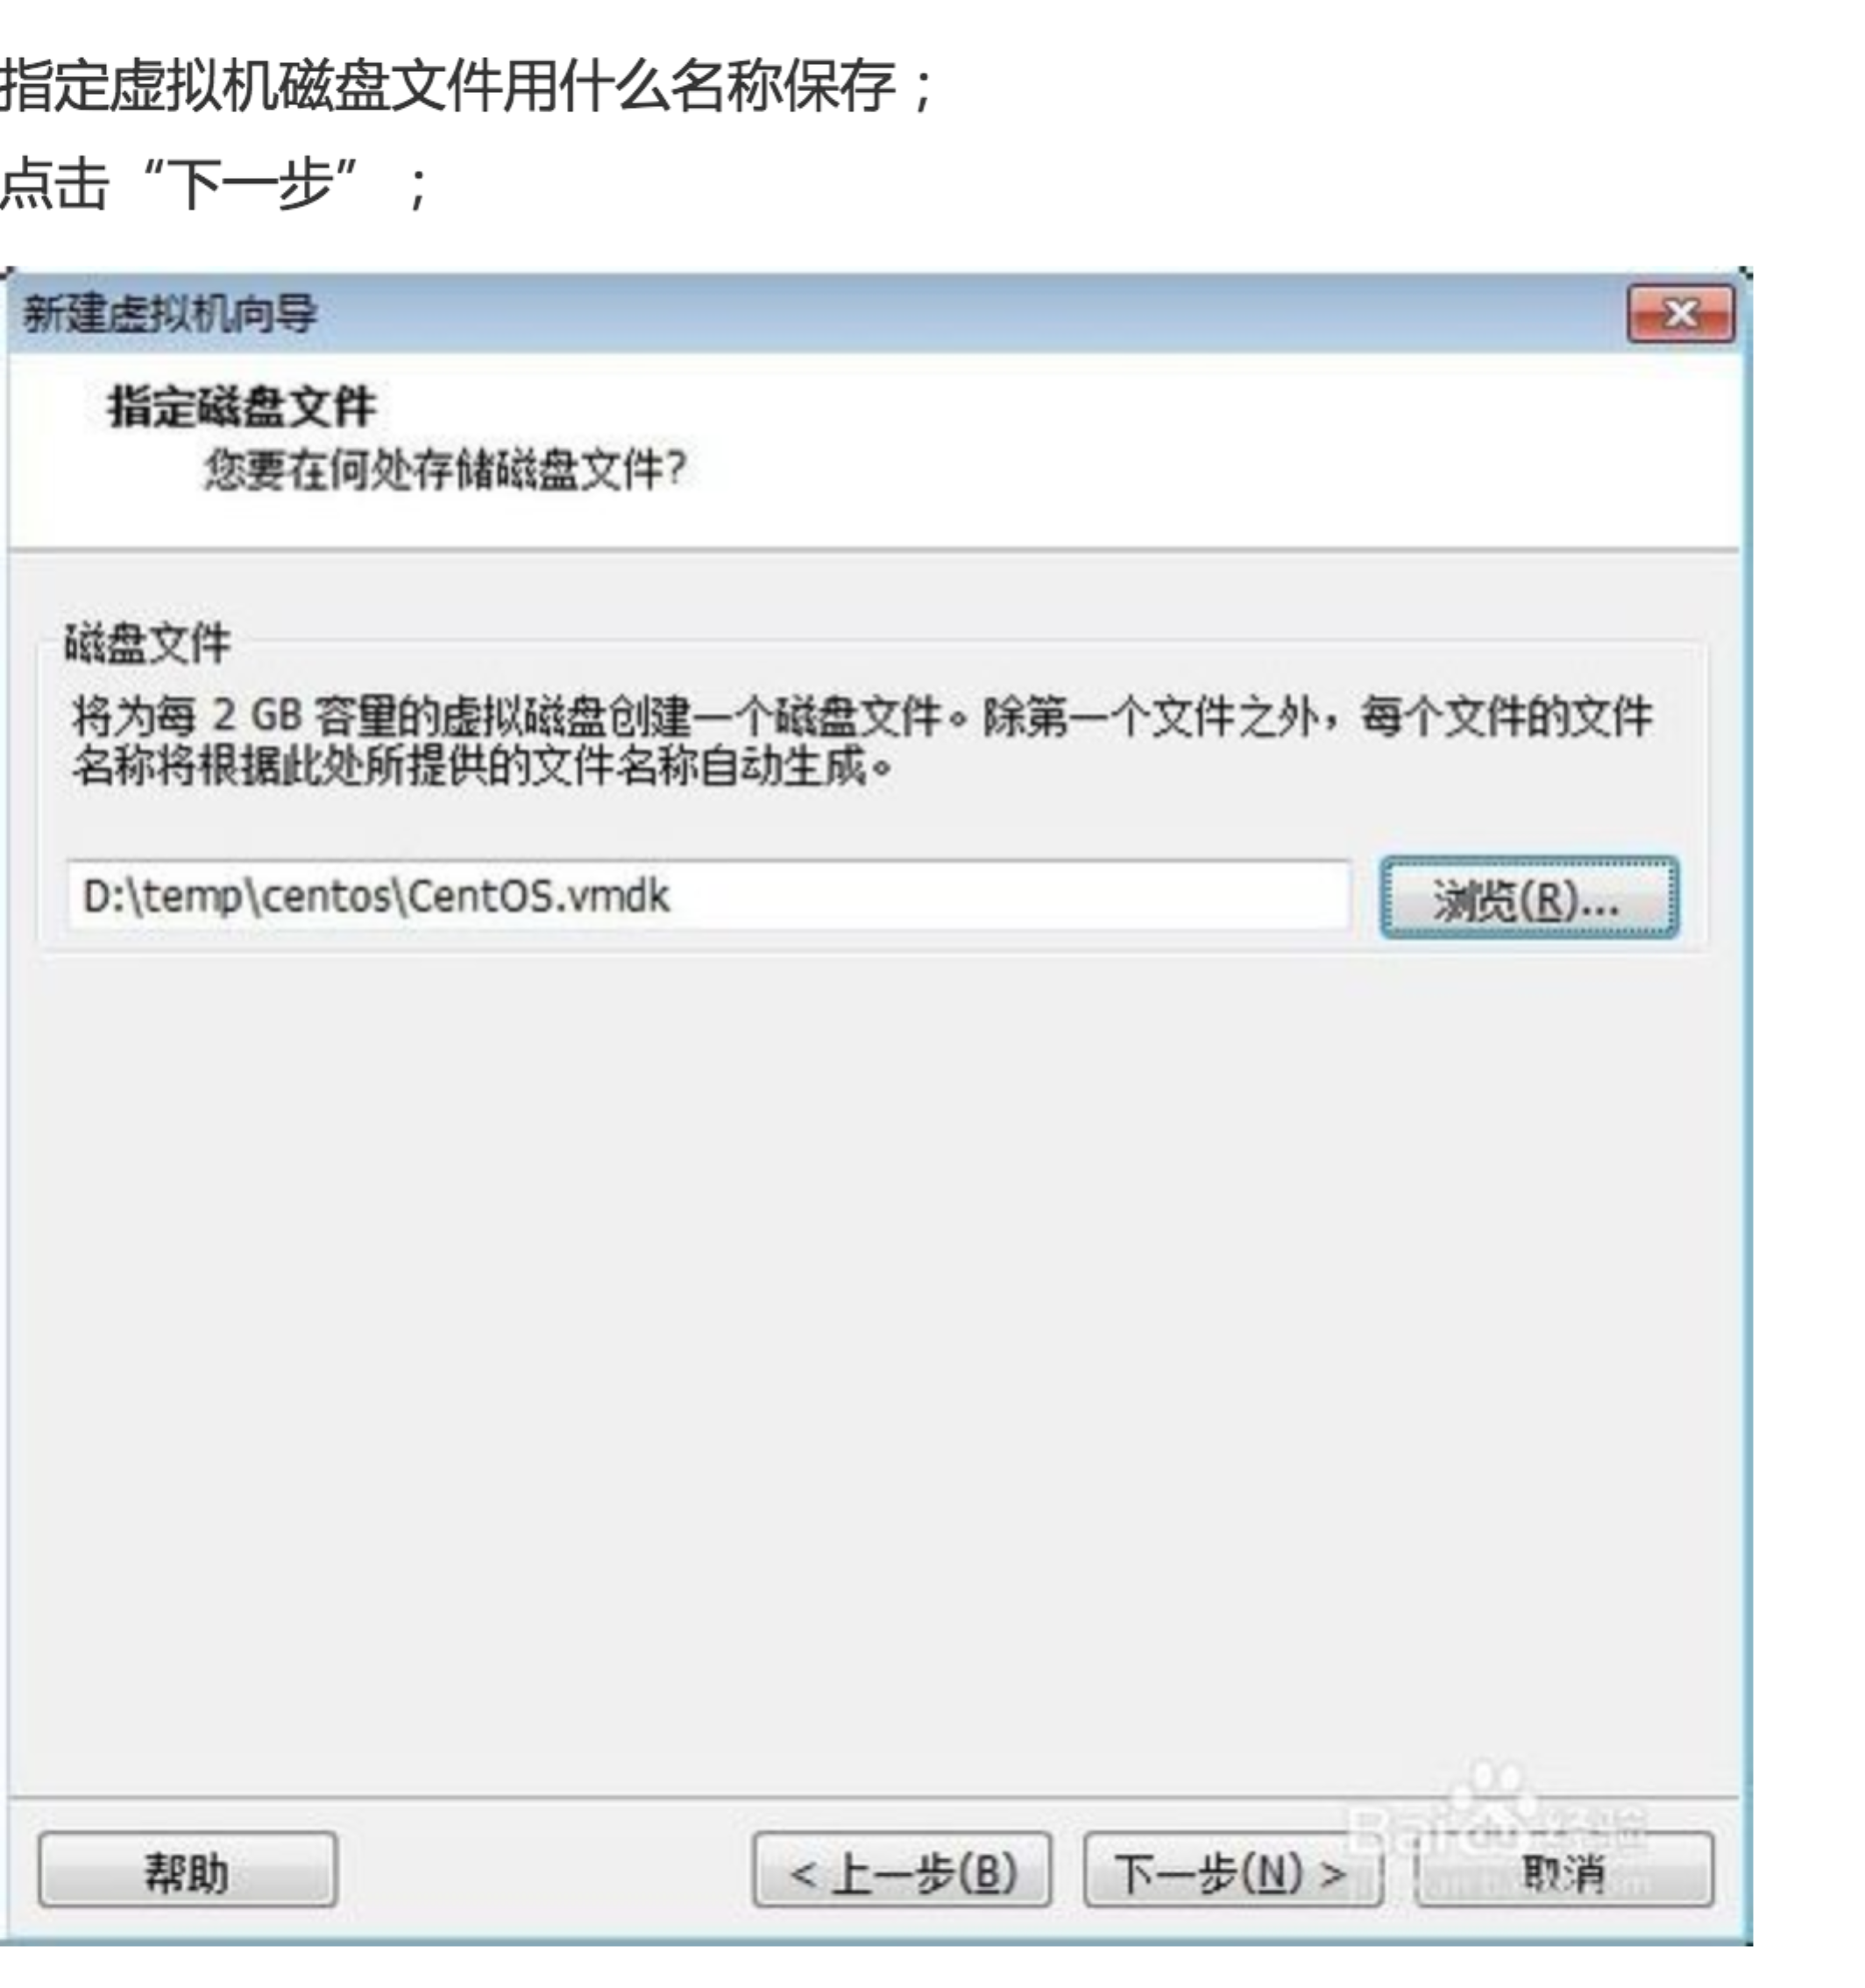 指定虚拟机磁盘文件用什么名称保存；
点击“下一步”；
新建虚拟机向导
指定磁盘文件
您要在何处存储磁盘文件?
磁盘文件
将为每 2 GB 容量的虚拟磁盘创建一个磁盘文件。除第一个文件之外，每个文件的文件
名称将根据此处所提供的文件名称自动生成。
D:\temp\centos\CentOS.vmdk
浏览(R)...
Baidu 经验
帮助
< 上一步(B)
下一步(N) >
取消